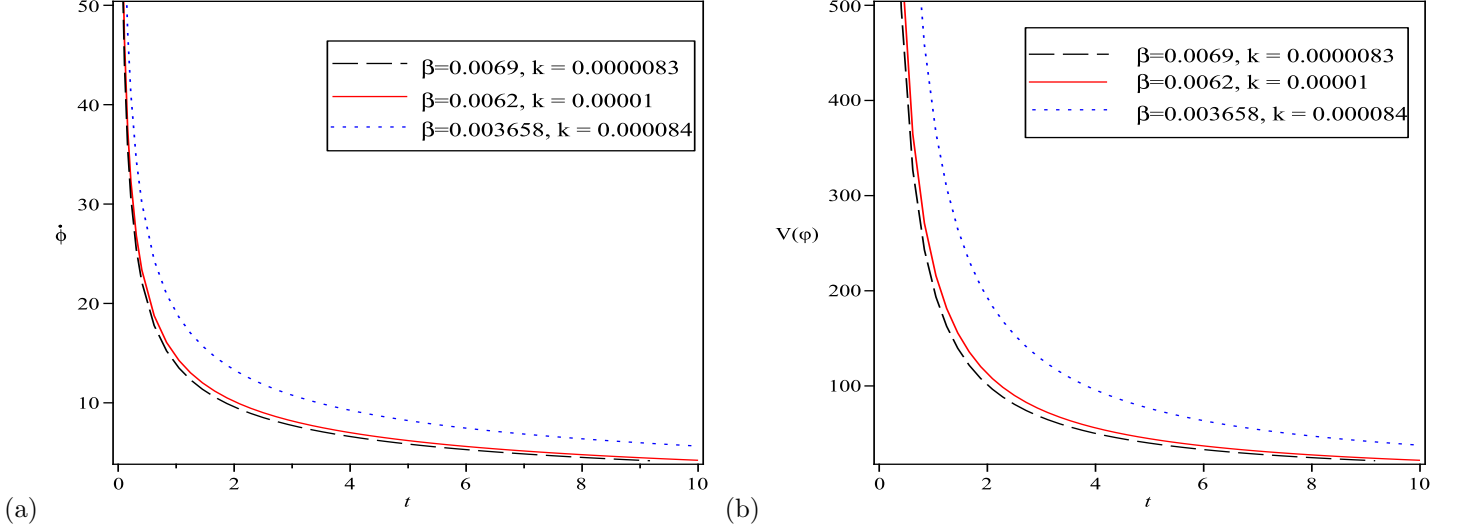 50
40
30
20
10
ϕ̇
β=0.0069, k = 0.0000083
β=0.0062, k = 0.00001
β=0.003658, k = 0.000084
0 2 4 6 8 10
t
(a)
500
400
300
200
100
V(φ)
β=0.0069, k = 0.0000083
β=0.0062, k = 0.00001
β=0.003658, k = 0.000084
0 2 4 6 8 10
t
(b)